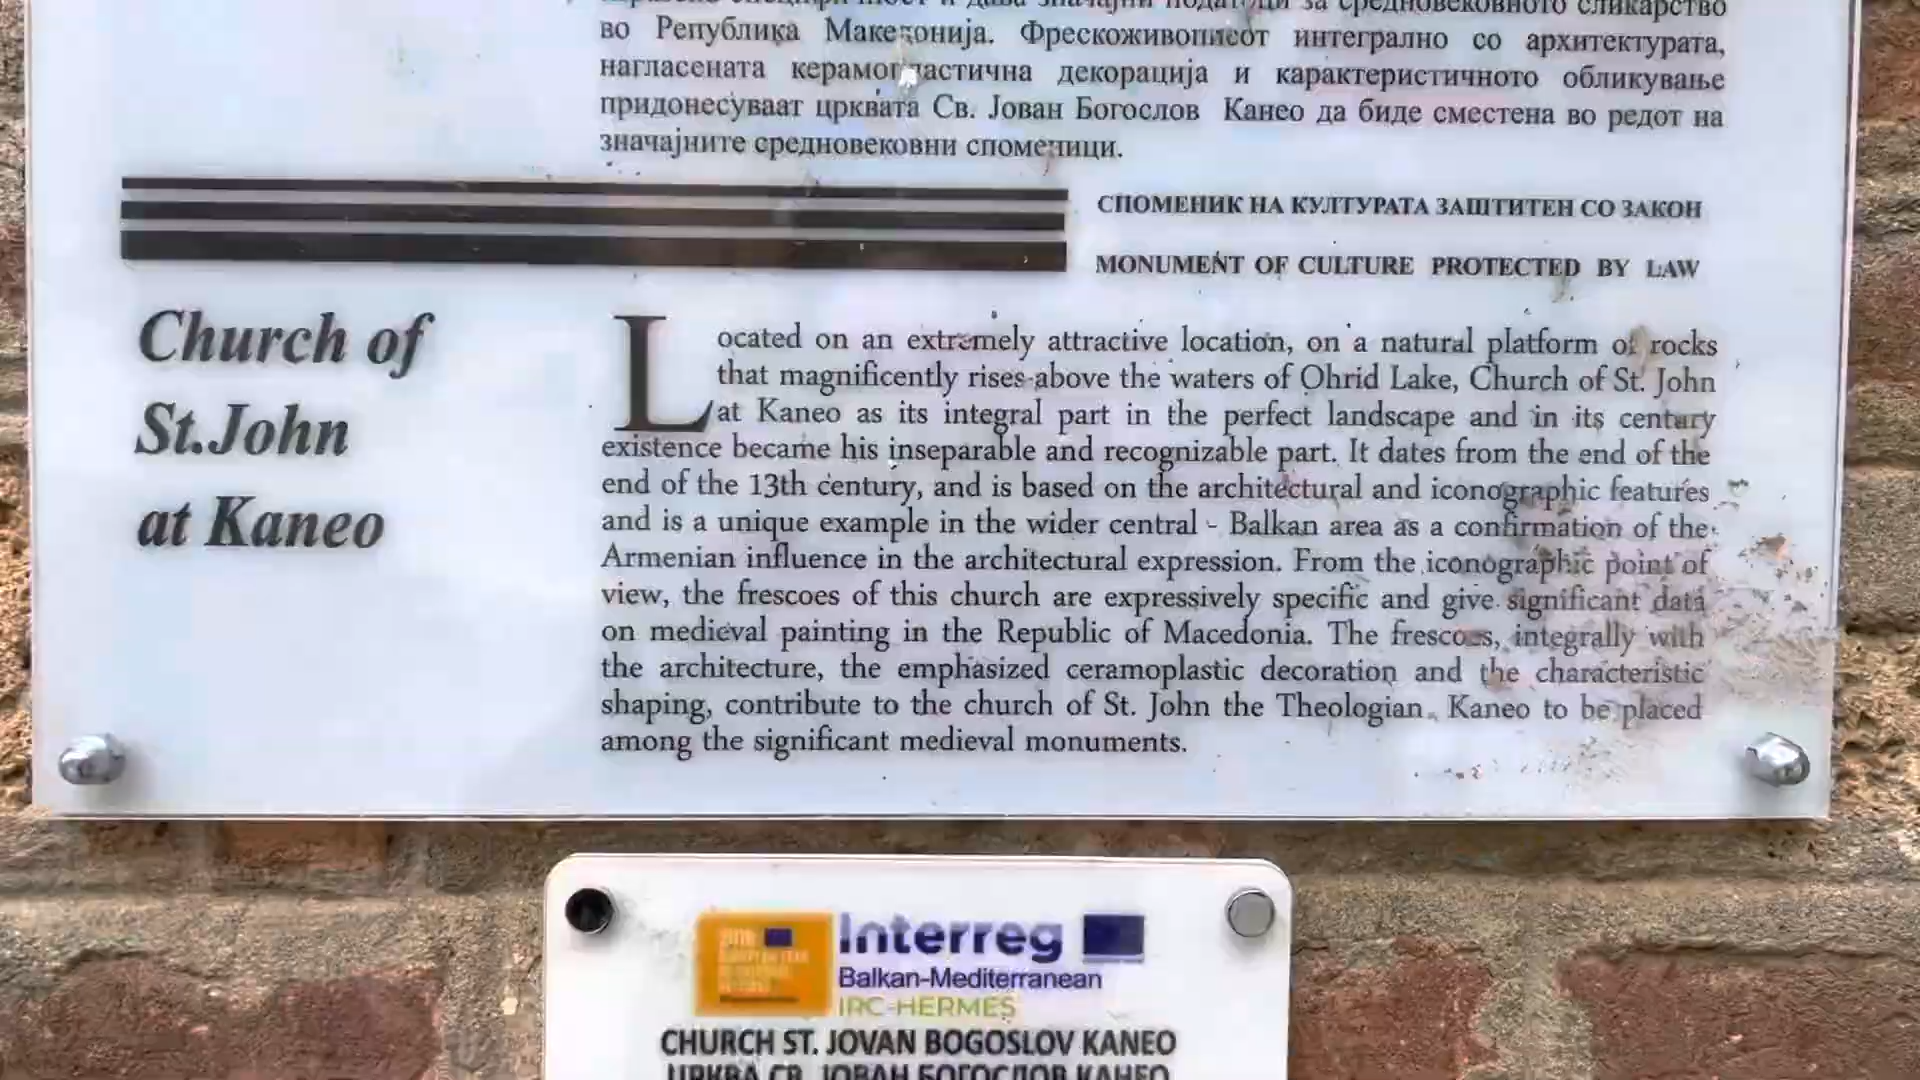 во Република Македонија. Фрескоживописот интегрално со архитектурата,
нагласената керамопластична декорација и карактеристичното обликување
придонесуваат црквата Св. Јован Богослов Канео да биде сместена во редот на
значајните средновековни споменици.
СПОМЕНИК НА КУЛТУРАТА ЗАШТИТЕН СО ЗАКОН
MONUMENT OF CULTURE PROTECTED BY LAW
Church of
St.John
at Kaneo
Located on an extremely attractive location, on a natural platform of rocks
that magnificently rises above the waters of Ohrid Lake, Church of St. John
at Kaneo as its integral part in the perfect landscape and in its century
existence became his inseparable and recognizable part. It dates from the end of the
end of the 13th century, and is based on the architectural and iconographic features
and is a unique example in the wider central - Balkan area as a confirmation of the
Armenian influence in the architectural expression. From the iconographic point of
view, the frescoes of this church are expressively specific and give significant data
on medieval painting in the Republic of Macedonia. The frescoes, integrally with
the architecture, the emphasized ceramoplastic decoration and the characteristic
shaping, contribute to the church of St. John the Theologian, Kaneo to be placed
among the significant medieval monuments.
Interreg
Balkan-Mediterranean
IRC-HERMES
CHURCH ST. JOVAN BOGOSLOV KANEO
ЦРКВА СВ. ЈОВАН БОГОСЛОВ КАНЕО